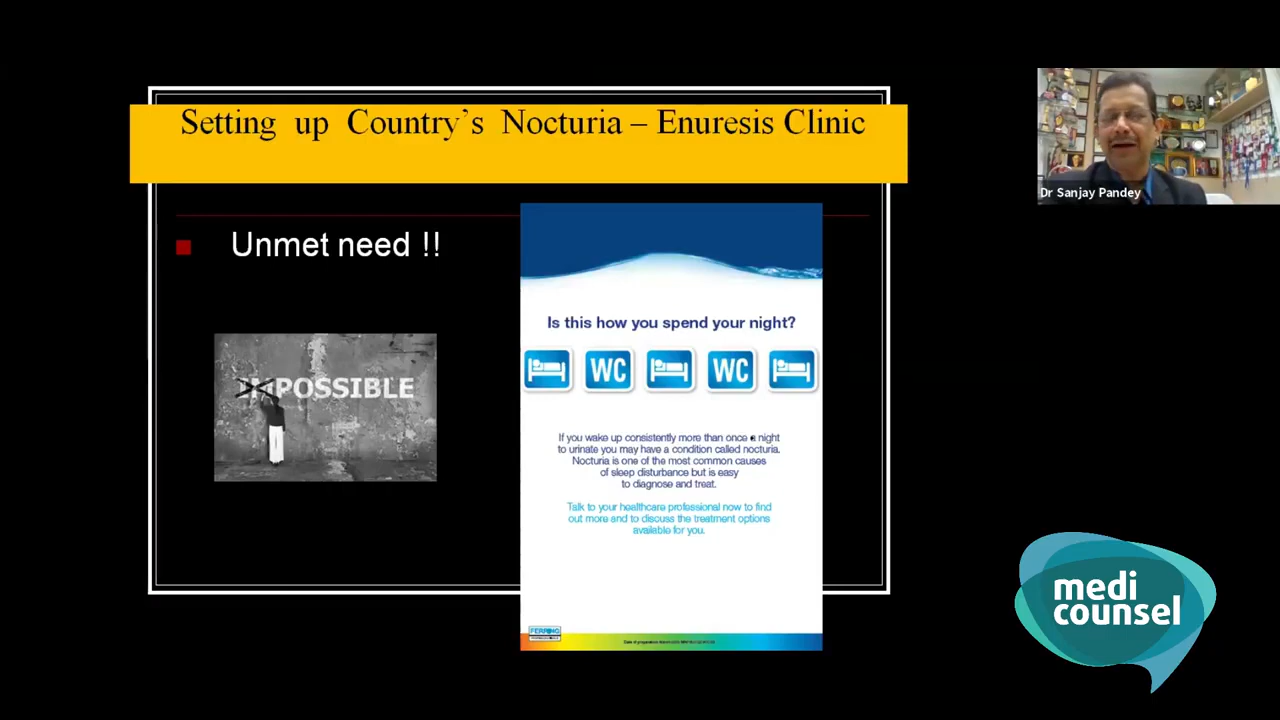 Setting up Country's Nocturia – Enuresis Clinic
Dr Sanjay Pandey
Unmet need !!
IMPOSSIBLE
Is this how you spend your night?
WC
WC
If you wake up consistently more than once a night
to urinate you may have a condition called nocturia.
Nocturia is one of the most common causes
of sleep disturbance but is easy
to diagnose and treat.
Talk to your healthcare professional now to find
out more and to discuss the treatment options
available for you.
FERRING
medi
counsel